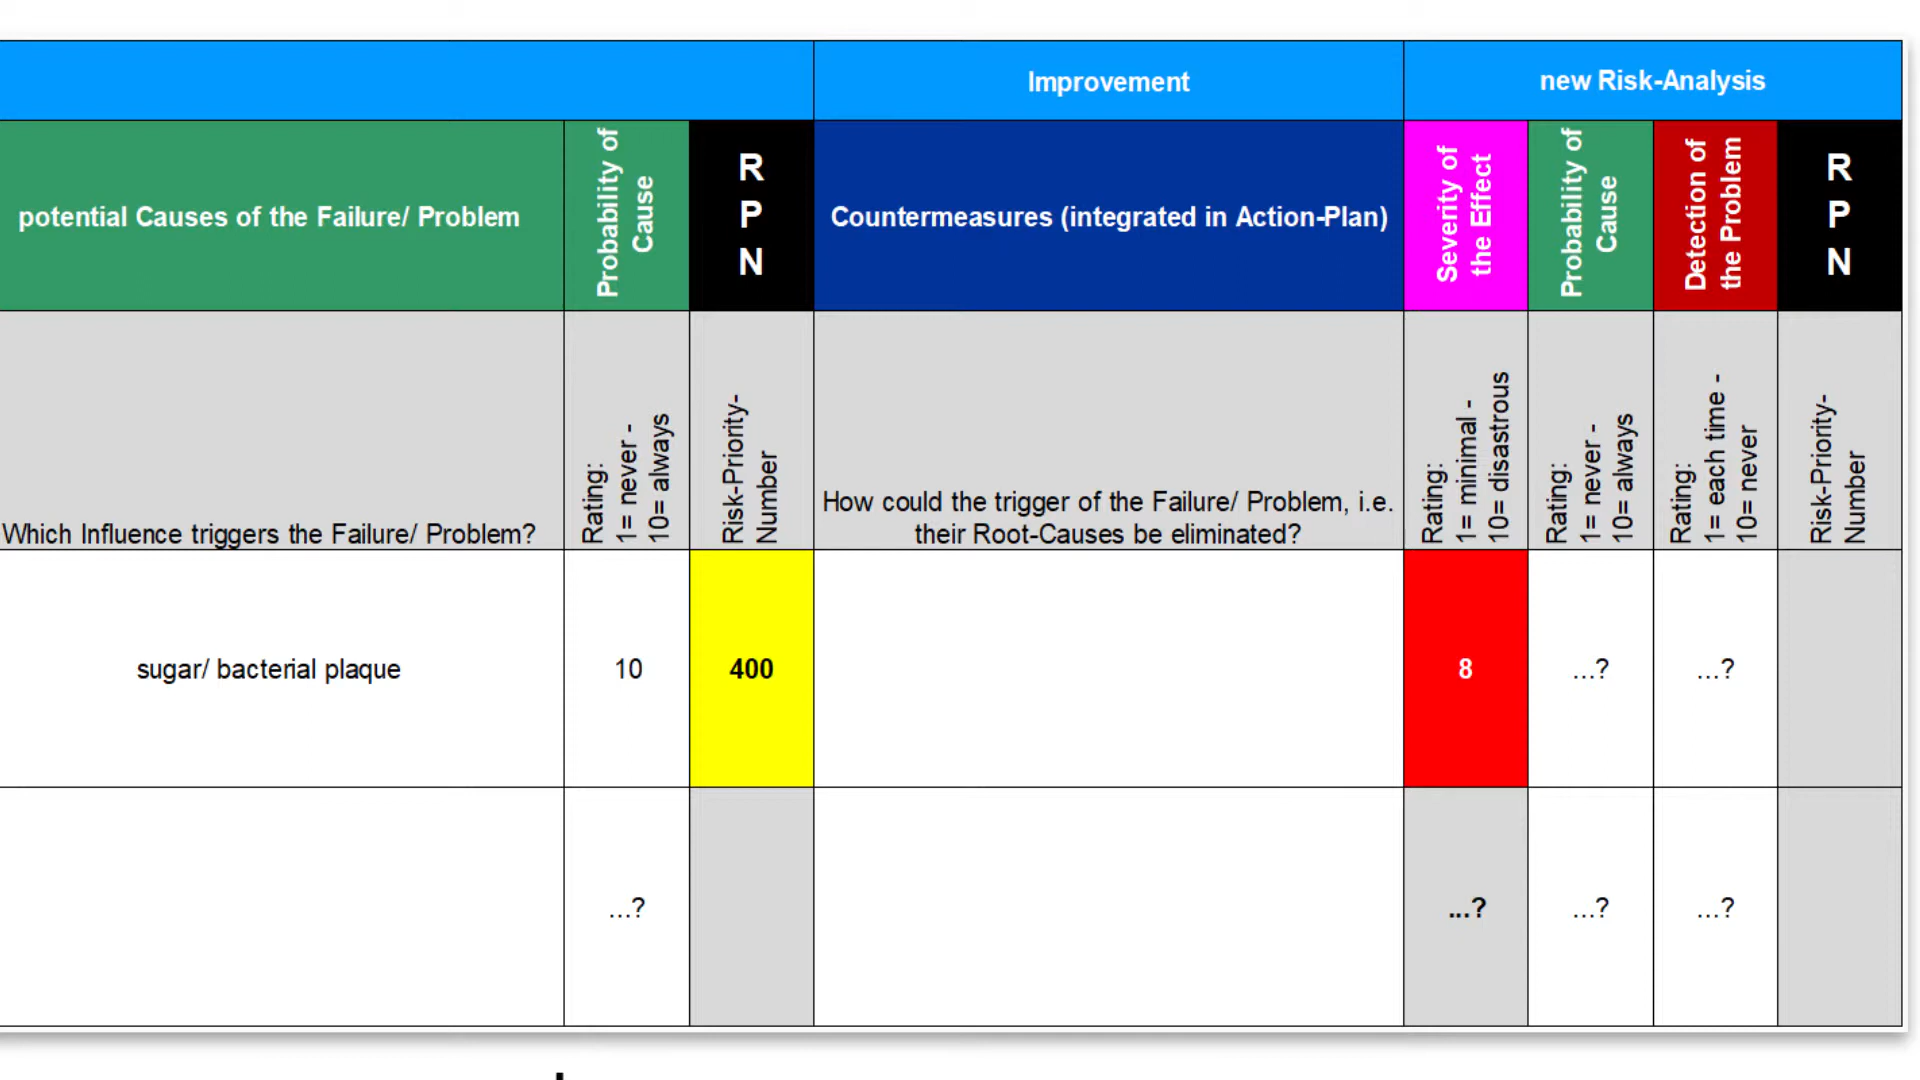 Improvement
new Risk-Analysis
potential Causes of the Failure/ Problem
Probability of
Cause
R
P
N
Countermeasures (integrated in Action-Plan)
Severity of
the Effect
Probability of
Cause
Detection of
the Problem
R
P
N
Which Influence triggers the Failure/ Problem?
Rating:
1= never -
10= always
Risk-Priority-
Number
How could the trigger of the Failure/ Problem, i.e.
their Root-Causes be eliminated?
Rating:
1= minimal -
10= disastrous
Rating:
1= never -
10= always
Rating:
1= each time -
10= never
Risk-Priority-
Number
sugar/ bacterial plaque
10
400
8
...?
...?
...?
...?
...?
...?